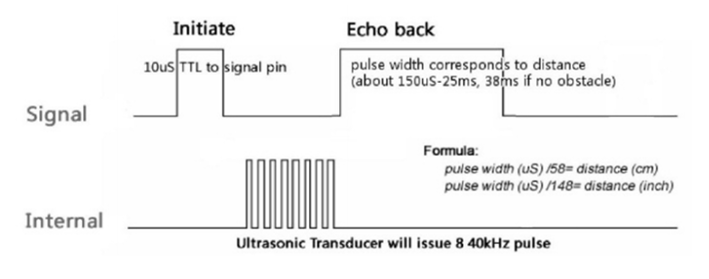 Initiate
Echo back
10uS TTL to signal pin
pulse width corresponds to distance
(about 150uS-25ms, 38ms if no obstacle)
Signal
Formula:
pulse width (uS) /58= distance (cm)
pulse width (uS) /148= distance (inch)
Internal
Ultrasonic Transducer will issue 8 40kHz pulse